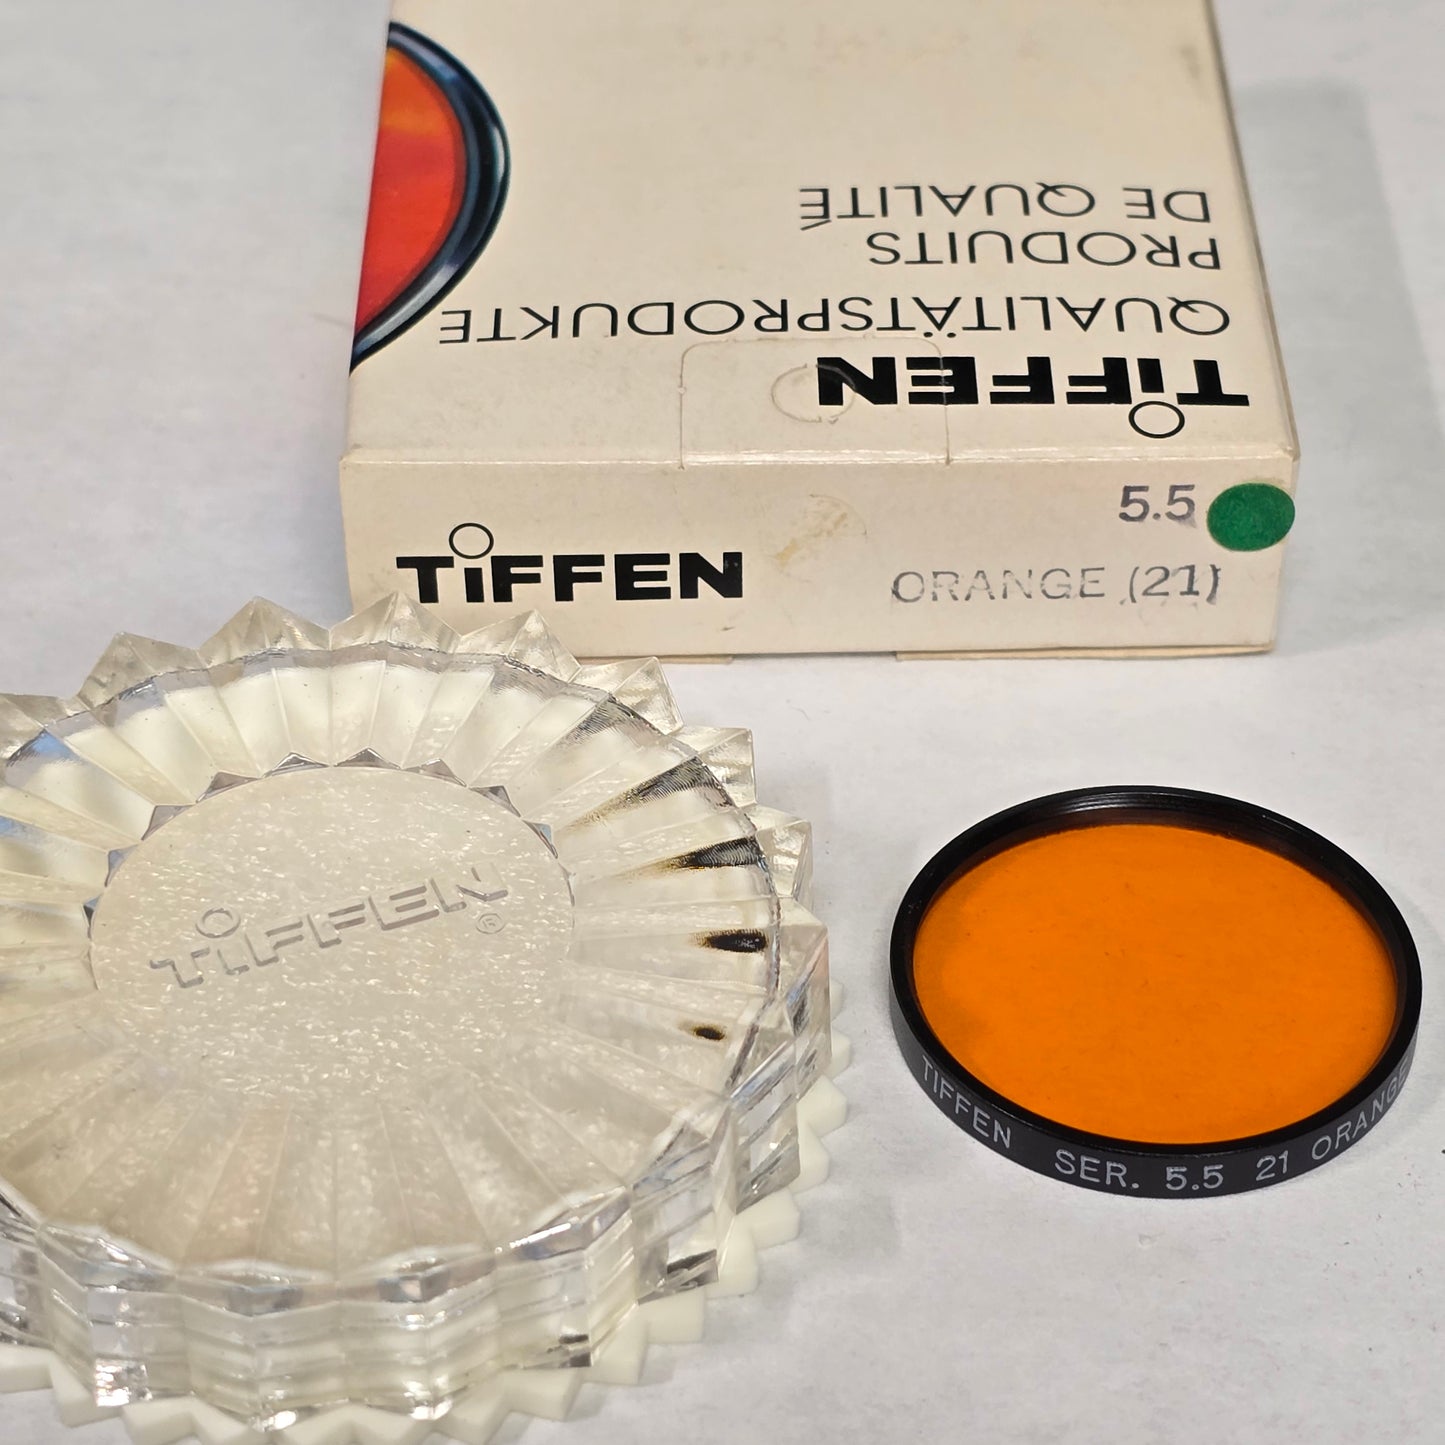 TIFFEN
QUALITÄTSPRODUKTE
PRODUITS
DE QUALITÉ
5.5
TIFFEN
ORANGE (21)
TIFFEN®
TIFFEN SER. 5.5 21 ORANGE